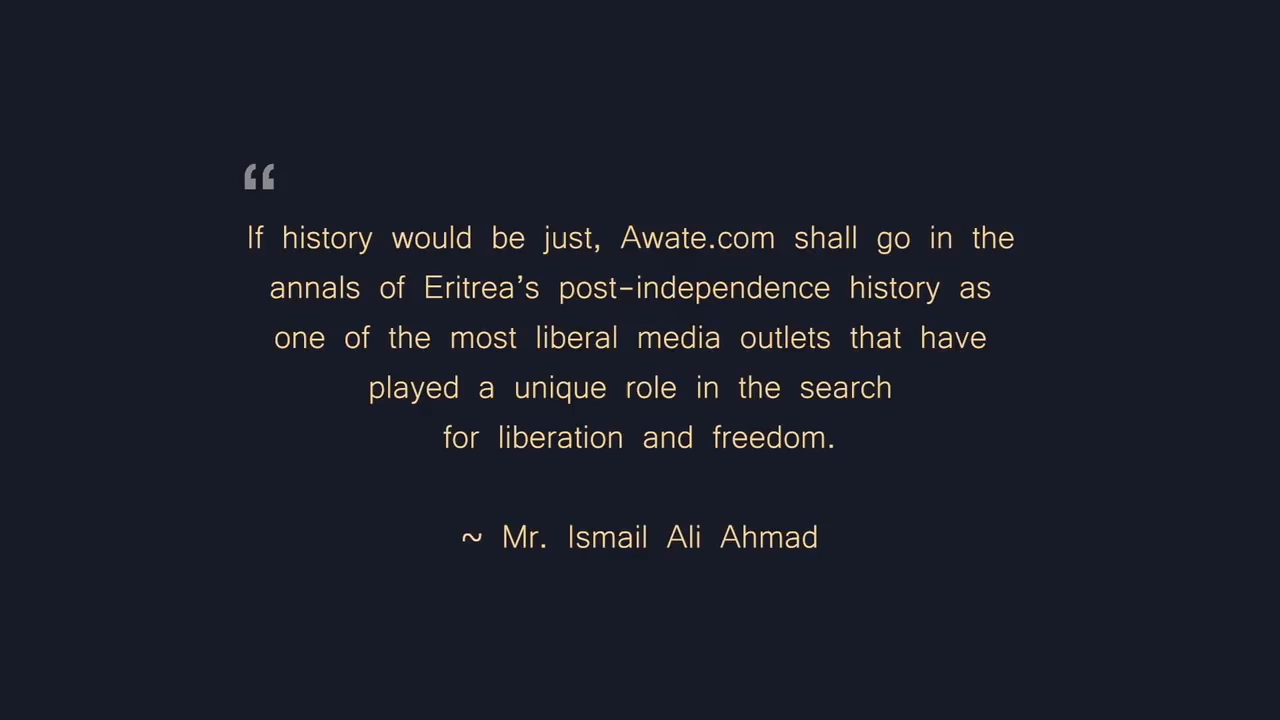 “
If history would be just, Awate.com shall go in the
annals of Eritrea’s post-independence history as
one of the most liberal media outlets that have
played a unique role in the search
for liberation and freedom.
~ Mr. Ismail Ali Ahmad